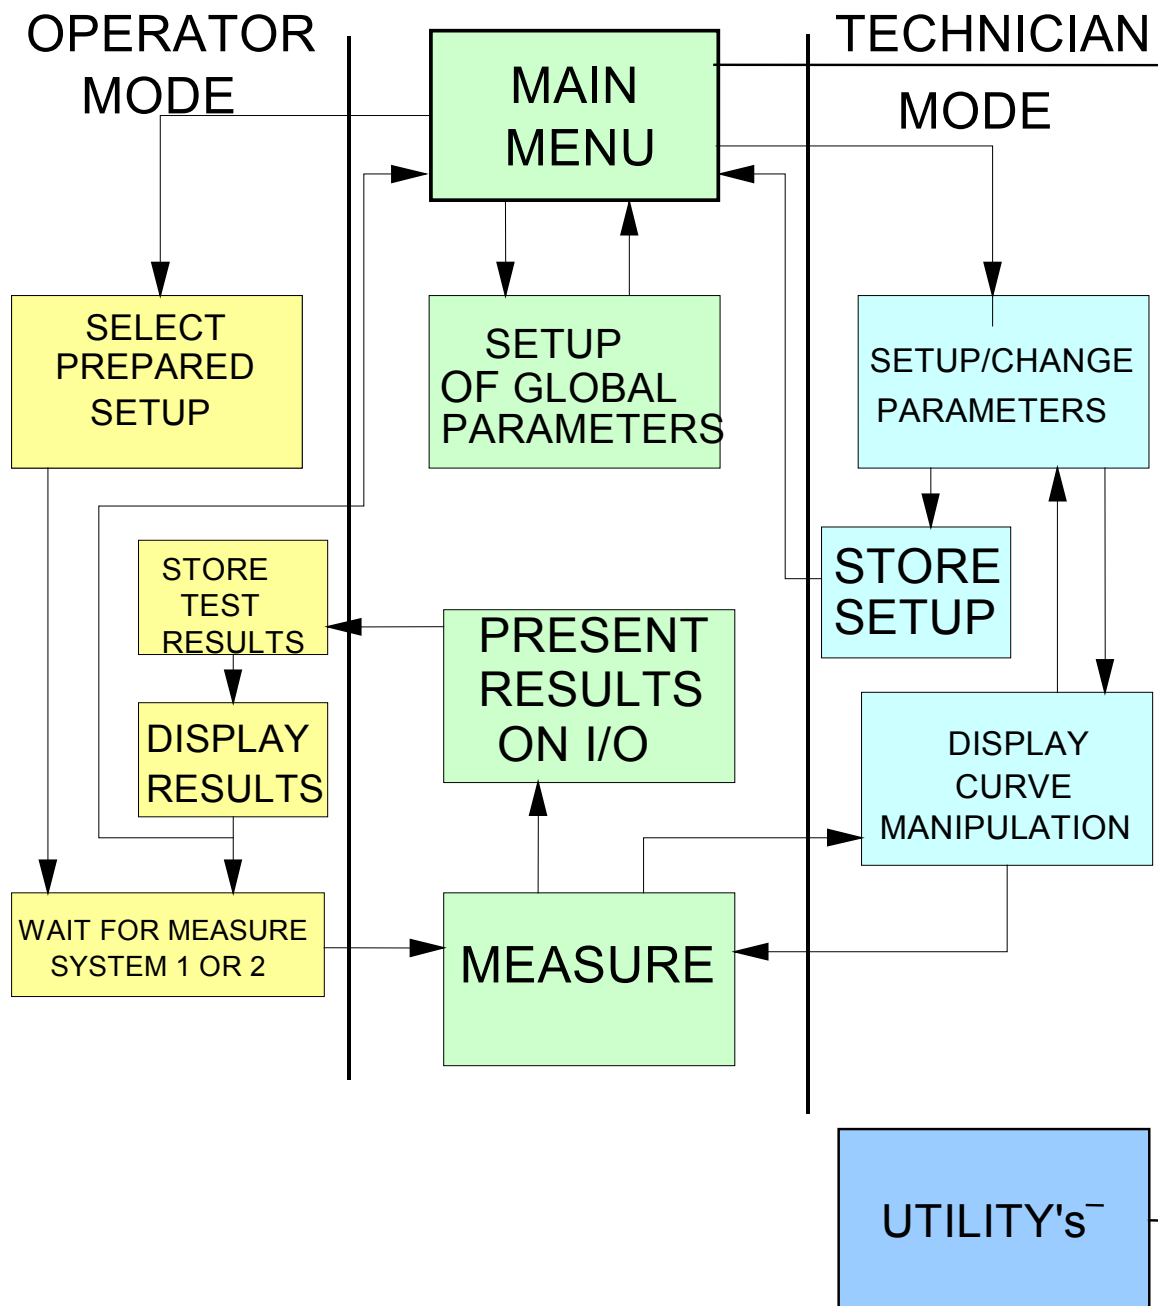 OPERATOR
MODE
MAIN
MENU
TECHNICIAN
MODE
SELECT
PREPARED
SETUP
SETUP
OF GLOBAL
PARAMETERS
SETUP/CHANGE
PARAMETERS
STORE
TEST
RESULTS
PRESENT
RESULTS
ON I/O
STORE
SETUP
DISPLAY
RESULTS
DISPLAY
CURVE
MANIPULATION
WAIT FOR MEASURE
SYSTEM 1 OR 2
MEASURE
UTILITY's¯